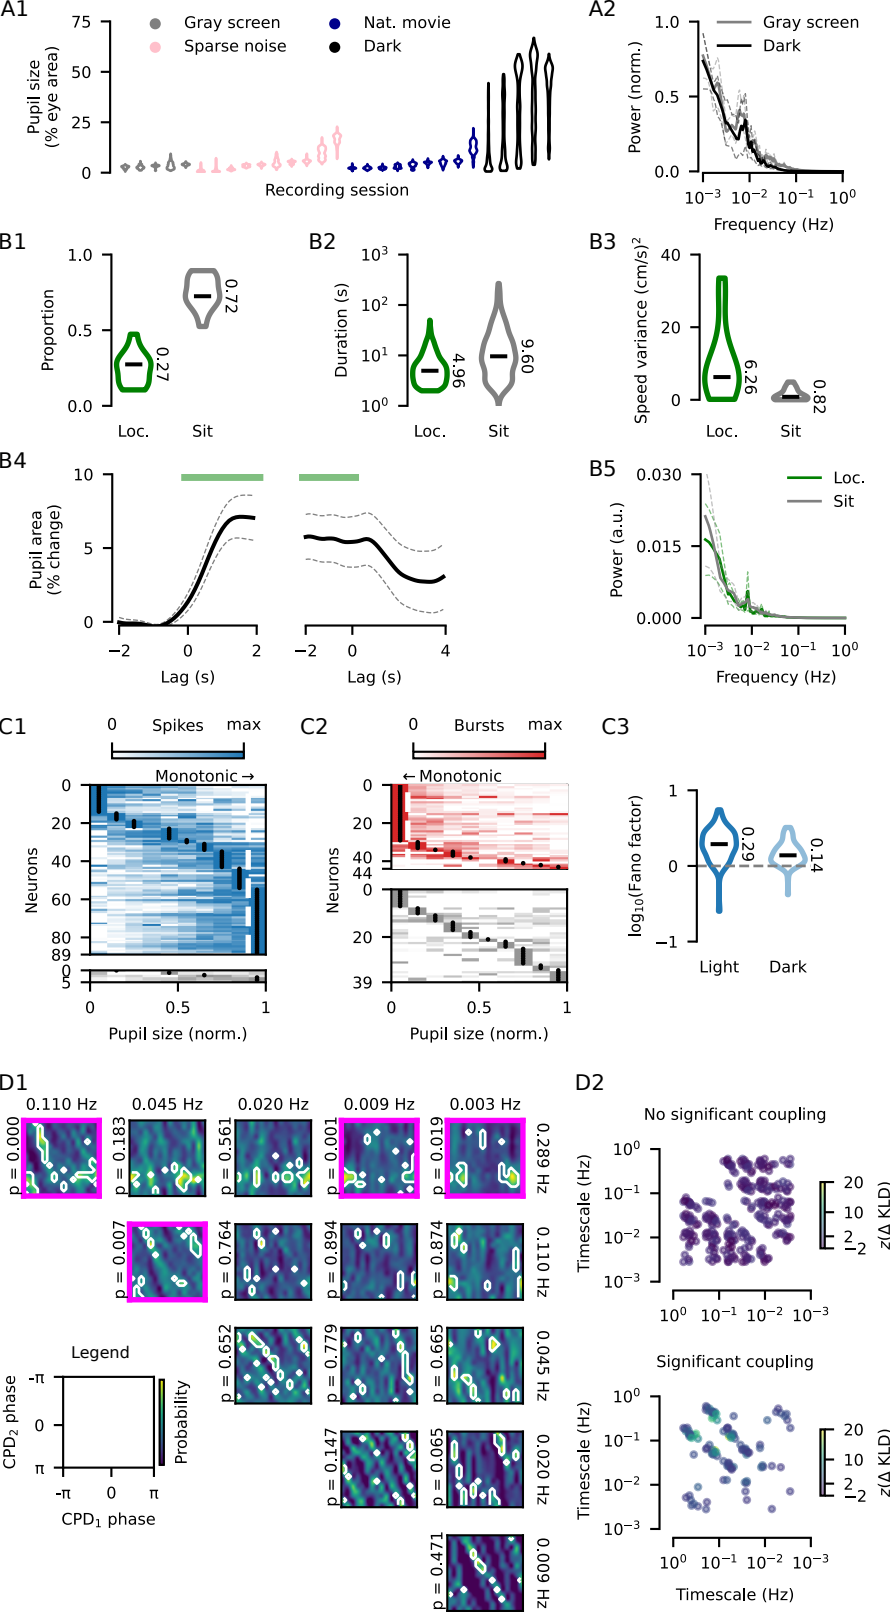 A1
75
50
25
0
Pupil size
(% eye area)
Gray screen
Sparse noise
Nat. movie
Dark
Recording session
A2
1.0
0.5
0.0
Power (norm.)
Gray screen
Dark
10⁻³ 10⁻² 10⁻¹ 10⁰
Frequency (Hz)
B1
1.0
0.5
0.0
Proportion
0.27
0.72
Loc. Sit
B2
10³
10²
10¹
10⁰
Duration (s)
4.96
9.60
Loc. Sit
B3
40
20
0
Speed variance (cm/s)²
6.26
0.82
Loc. Sit
B4
10
5
0
Pupil area
(% change)
−2 0 2
Lag (s)
−2 0 4
Lag (s)
B5
0.030
0.015
0.000
Power (a.u.)
Loc.
Sit
10⁻³ 10⁻² 10⁻¹ 10⁰
Frequency (Hz)
C1
0 Spikes max
Monotonic →
0
20
40
60
80
89
0
5
Neurons
0 0.5 1
Pupil size (norm.)
C2
0 Bursts max
← Monotonic
0
20
40
44
0
20
39
Neurons
0 0.5 1
Pupil size (norm.)
C3
1
0
−1
log₁₀(Fano factor)
0.29
0.14
Light Dark
D1
0.110 Hz 0.045 Hz 0.020 Hz 0.009 Hz 0.003 Hz
p = 0.000
p = 0.183
p = 0.561
p = 0.001
p = 0.019
0.289 Hz
p = 0.007
p = 0.764
p = 0.894
p = 0.874
0.110 Hz
p = 0.652
p = 0.779
p = 0.665
0.045 Hz
p = 0.147
p = 0.065
0.020 Hz
p = 0.471
0.009 Hz
Legend
-π
0
π
CPD₂ phase
-π 0 π
CPD₁ phase
Probability
D2
No significant coupling
10⁰
10⁻¹
10⁻²
10⁻³
Timescale (Hz)
10⁰ 10⁻¹ 10⁻² 10⁻³
20
10
2
−2
z(Δ KLD)
Significant coupling
10⁰
10⁻¹
10⁻²
10⁻³
Timescale (Hz)
10⁰ 10⁻¹ 10⁻² 10⁻³
Timescale (Hz)
20
10
2
−2
z(Δ KLD)